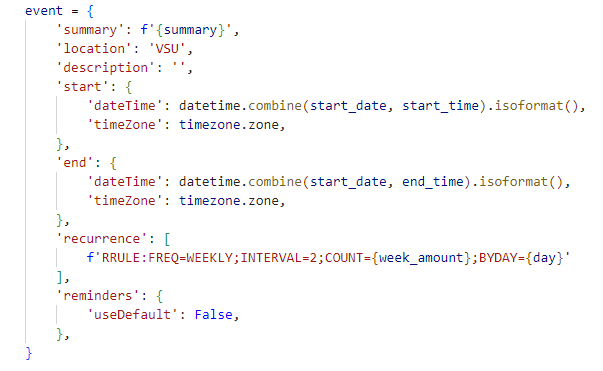 event = {
    'summary': f'{summary}',
    'location': 'VSU',
    'description': '',
    'start': {
        'dateTime': datetime.combine(start_date, start_time).isoformat(),
        'timeZone': timezone.zone,
    },
    'end': {
        'dateTime': datetime.combine(start_date, end_time).isoformat(),
        'timeZone': timezone.zone,
    },
    'recurrence': [
        f'RRULE:FREQ=WEEKLY;INTERVAL=2;COUNT={week_amount};BYDAY={day}'
    ],
    'reminders': {
        'useDefault': False,
    },
}